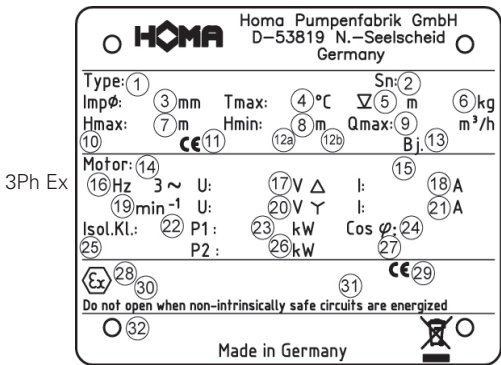 HOMA
Homa Pumpenfabrik GmbH
D-53819 N.-Seelscheid
Germany
Type: 1 Sn: 2
Impø: 3 mm Tmax: 4 °C 5 m 6 kg
Hmax: 7 m Hmin: 8 m Qmax: 9 m³/h
10 CE 11 12a 12b Bj. 13
Motor: 14 15
3Ph Ex
16 Hz 3~ U: 17 V △ I: 18 A
19 min⁻¹ U: 20 V Y I: 21 A
Isol.Kl.: 22 P1: 23 kW Cos φ: 24
25 P2: 26 kW 27
Ex 28 CE 29
30 31
Do not open when non-intrinsically safe circuits are energized
32
Made in Germany